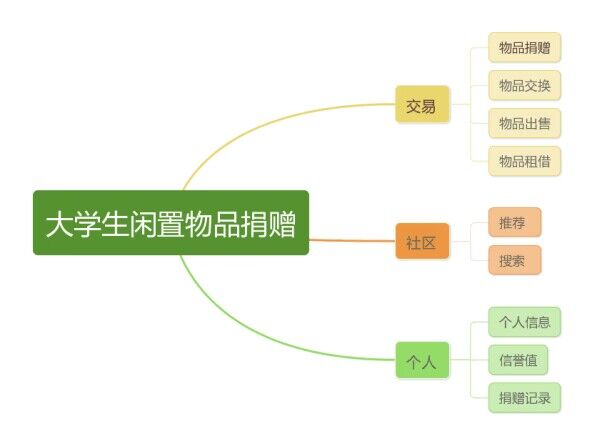 大学生闲置物品捐赠
交易
物品捐赠
物品交换
物品出售
物品租借
社区
推荐
搜索
个人
个人信息
信誉值
捐赠记录